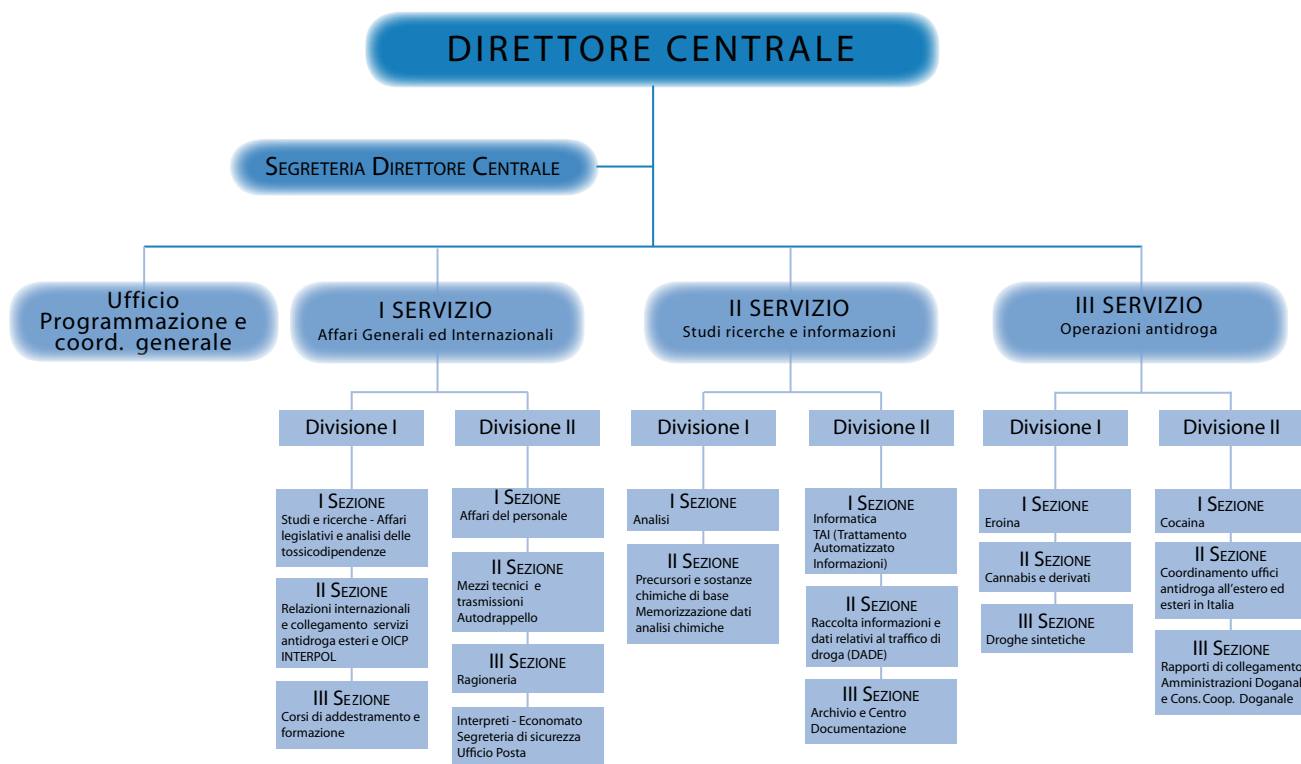 DIRETTORE CENTRALE
SEGRETERIA DIRETTORE CENTRALE
Ufficio
Programmazione e
coord. generale
I SERVIZIO
Affari Generali ed Internazionali
II SERVIZIO
Studi ricerche e informazioni
III SERVIZIO
Operazioni antidroga
Divisione I
I SEZIONE
Studi e ricerche - Affari
legislativi e analisi delle
tossicodipendenze
II SEZIONE
Relazioni internazionali
e collegamento servizi
antidroga esteri e OICP
INTERPOL
III SEZIONE
Corsi di addestramento e
formazione
Divisione II
I SEZIONE
Affari del personale
II SEZIONE
Mezzi tecnici e
trasmissioni
Autodrappello
III SEZIONE
Ragioneria
Interpreti - Economato
Segreteria di sicurezza
Ufficio Posta
Divisione I
I SEZIONE
Analisi
II SEZIONE
Precursori e sostanze
chimiche di base
Memorizzazione dati
analisi chimiche
Divisione II
I SEZIONE
Informatica
TAI (Trattamento
Automatizzato
Informazioni)
II SEZIONE
Raccolta informazioni e
dati relativi al traffico di
droga (DADE)
III SEZIONE
Archivio e Centro
Documentazione
Divisione I
I SEZIONE
Eroina
II SEZIONE
Cannabis e derivati
III SEZIONE
Droghe sintetiche
Divisione II
I SEZIONE
Cocaina
II SEZIONE
Coordinamento uffici
antidroga all'estero ed
esteri in Italia
III SEZIONE
Rapporti di collegamento
Amministrazioni Doganal
e Cons. Coop. Doganale